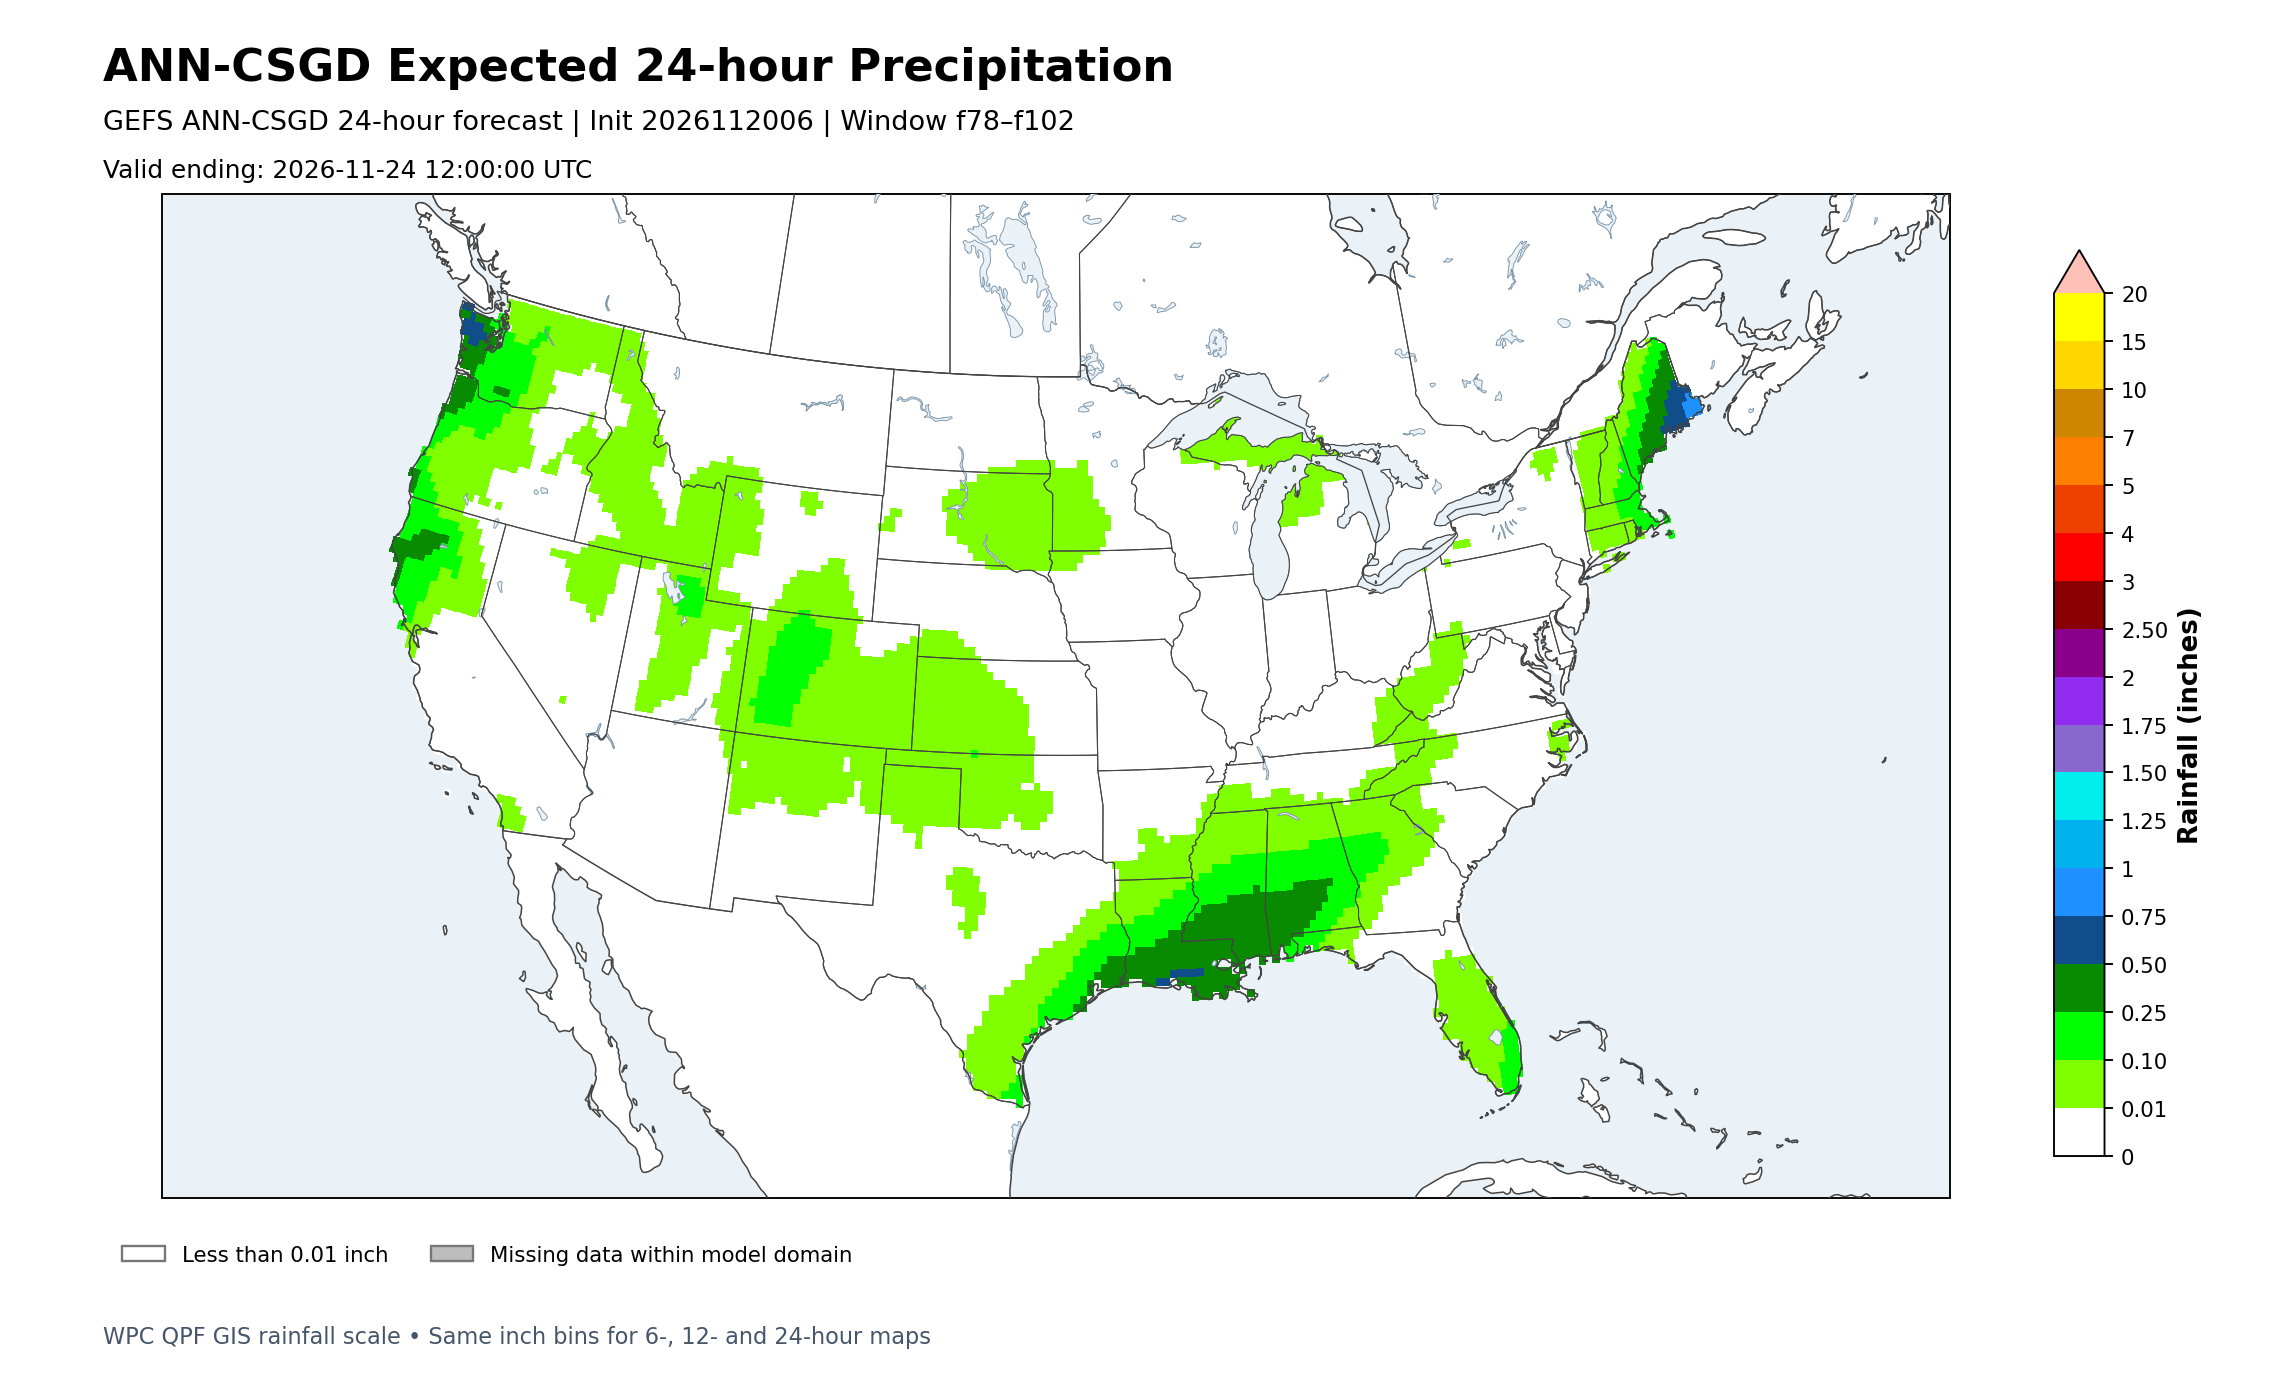 ANN-CSGD Expected 24-hour Precipitation
GEFS ANN-CSGD 24-hour forecast | Init 2026112006 | Window f78–f102
Valid ending: 2026-11-24 12:00:00 UTC
20
15
10
7
5
4
3
2.50
2
1.75
1.50
1.25
1
0.75
0.50
0.25
0.10
0.01
0
Rainfall (inches)
Less than 0.01 inch
Missing data within model domain
WPC QPF GIS rainfall scale • Same inch bins for 6-, 12- and 24-hour maps